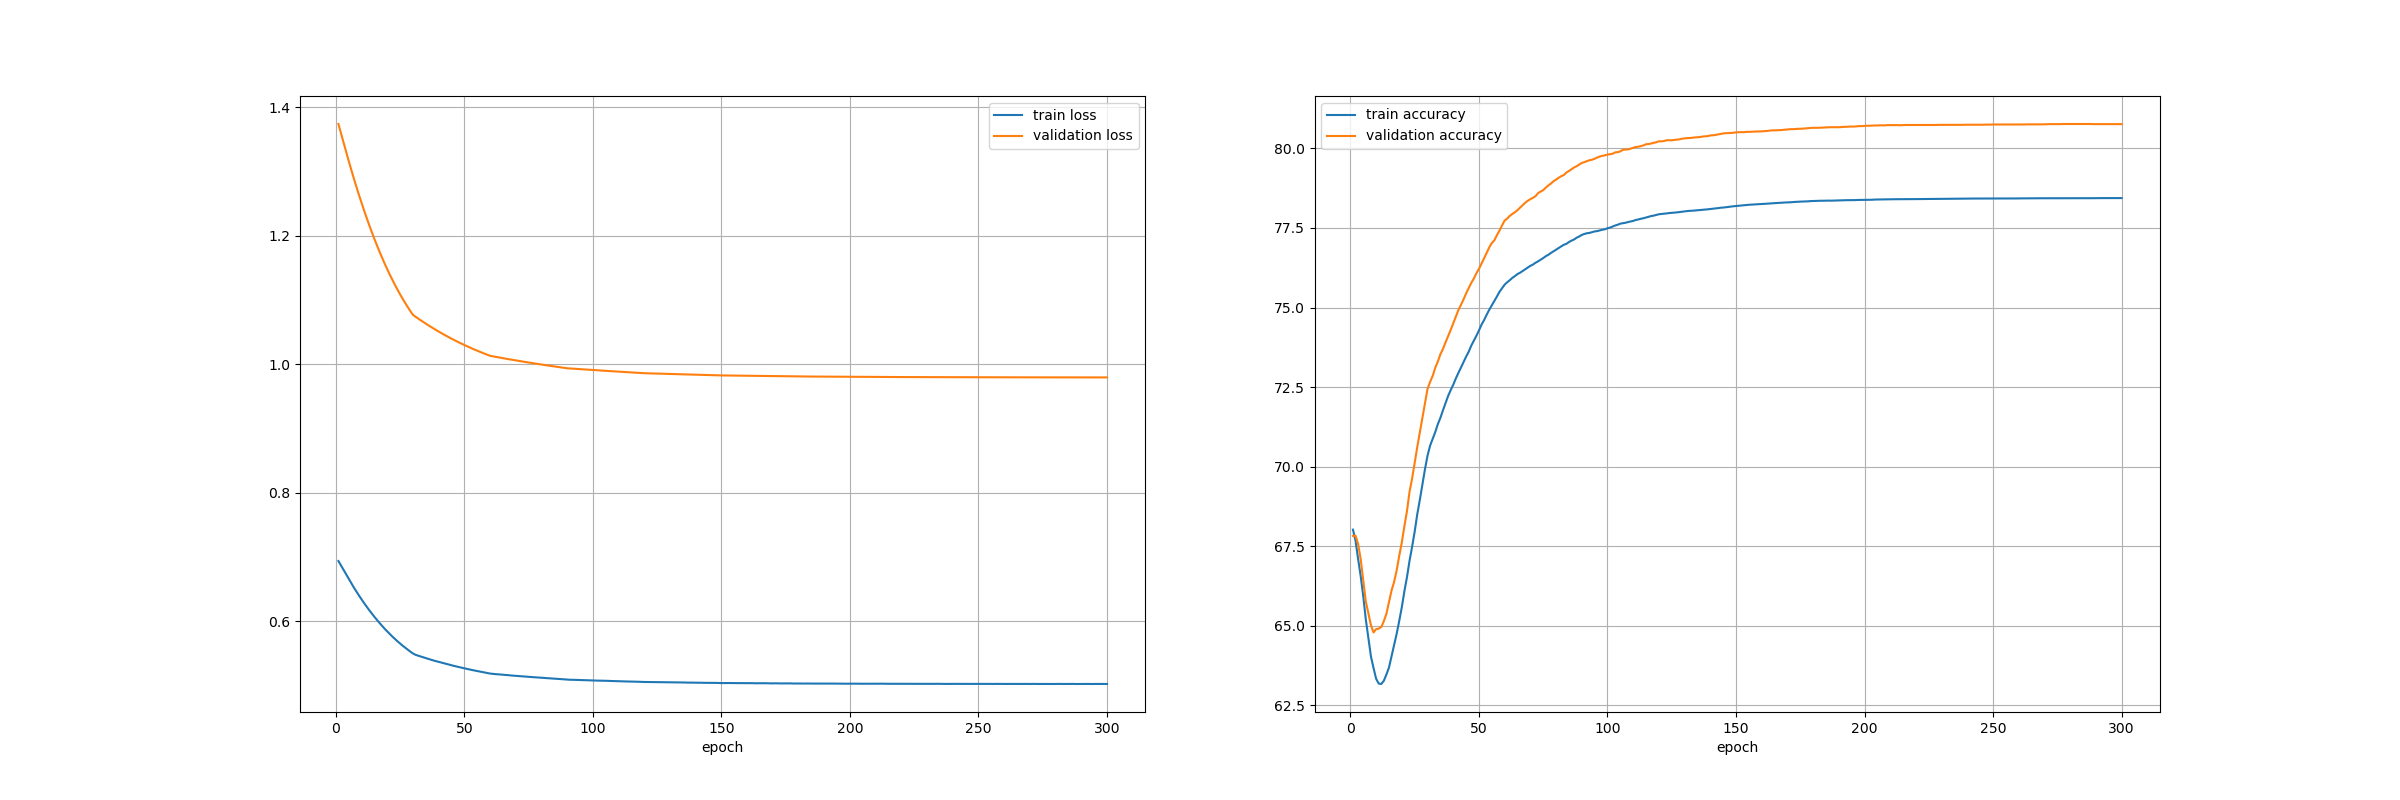 train loss
validation loss
1.4
1.2
1.0
0.8
0.6
0 50 100 150 200 250 300
epoch
train accuracy
validation accuracy
80.0
77.5
75.0
72.5
70.0
67.5
65.0
62.5
0 50 100 150 200 250 300
epoch